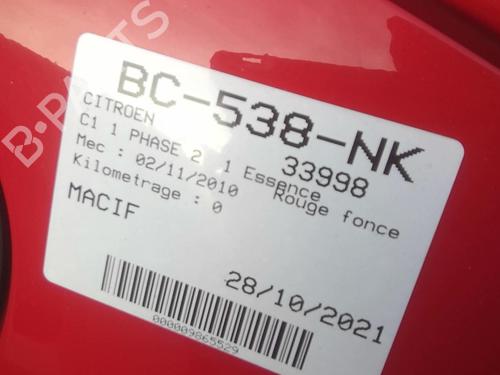 BC-538-NK
CITROEN
33998
C1 1 PHASE 2 1 Essence
Mec : 02/11/2010 Rouge fonce
Kilometrage : 0
MACIF
28/10/2021
000009865529
B-PARTS